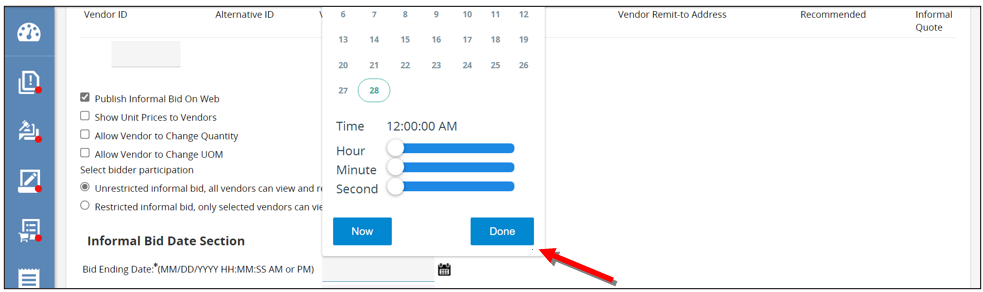 Vendor ID Alternative ID Vendor Remit-to Address Recommended Informal
Quote
6 7 8 9 10 11 12
13 14 15 16 17 18 19
20 21 22 23 24 25 26
27 28
Publish Informal Bid On Web
Show Unit Prices to Vendors
Allow Vendor to Change Quantity
Allow Vendor to Change UOM
Select bidder participation
Unrestricted informal bid, all vendors can view and
Restricted informal bid, only selected vendors can
Time 12:00:00 AM
Hour
Minute
Second
Now Done
Informal Bid Date Section
Bid Ending Date:*(MM/DD/YYYY HH:MM:SS AM or PM)